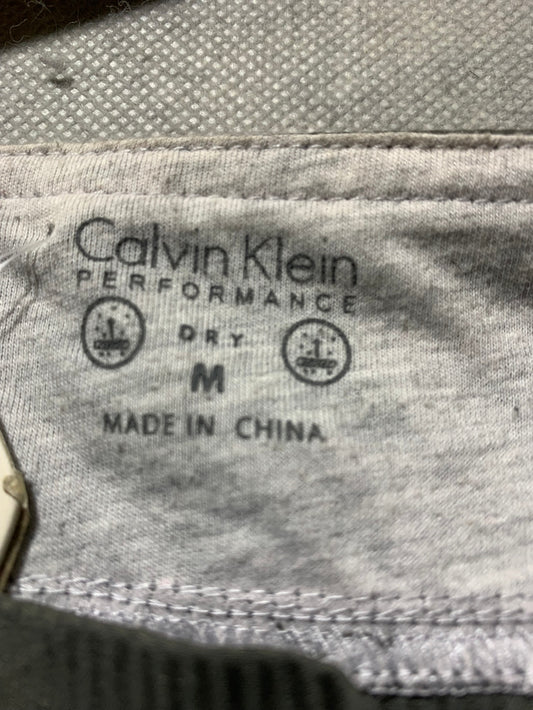 Calvin Klein
PERFORMANCE
DRY
M
MADE IN CHINA